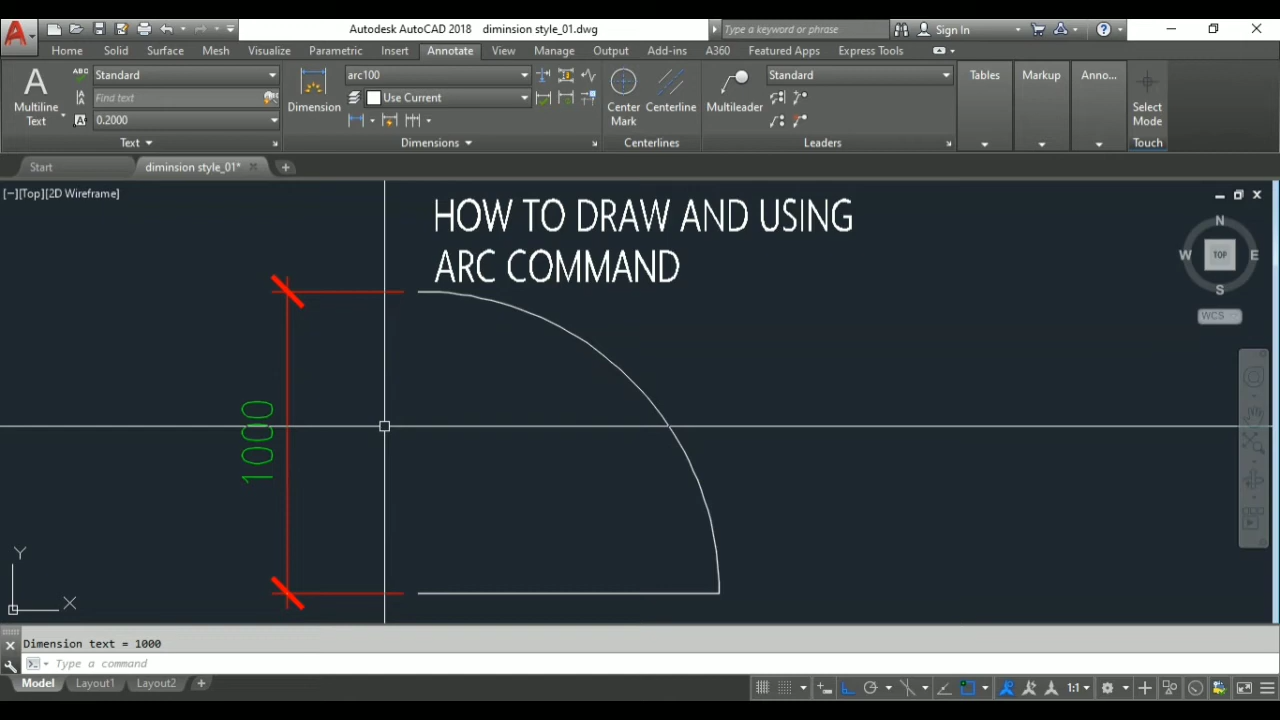 Autodesk AutoCAD 2018 diminsion style_01.dwg
Type a keyword or phrase
Sign In
Home Solid Surface Mesh Visualize Parametric Insert Annotate View Manage Output Add-ins A360 Featured Apps Express Tools
A
Multiline
Text
ABC
Standard
Find text
0.2000
Text
Dimension
arc100
Use Current
Dimensions
Center
Mark
Centerline
Centerlines
Multileader
Standard
Leaders
Tables
Markup
Anno...
Select
Mode
Touch
Start
diminsion style_01*
[−][Top][2D Wireframe]
HOW TO DRAW AND USING
ARC COMMAND
N
W TOP E
S
WCS
1000
Y
X
Dimension text = 1000
Type a command
Model Layout1 Layout2
1:1